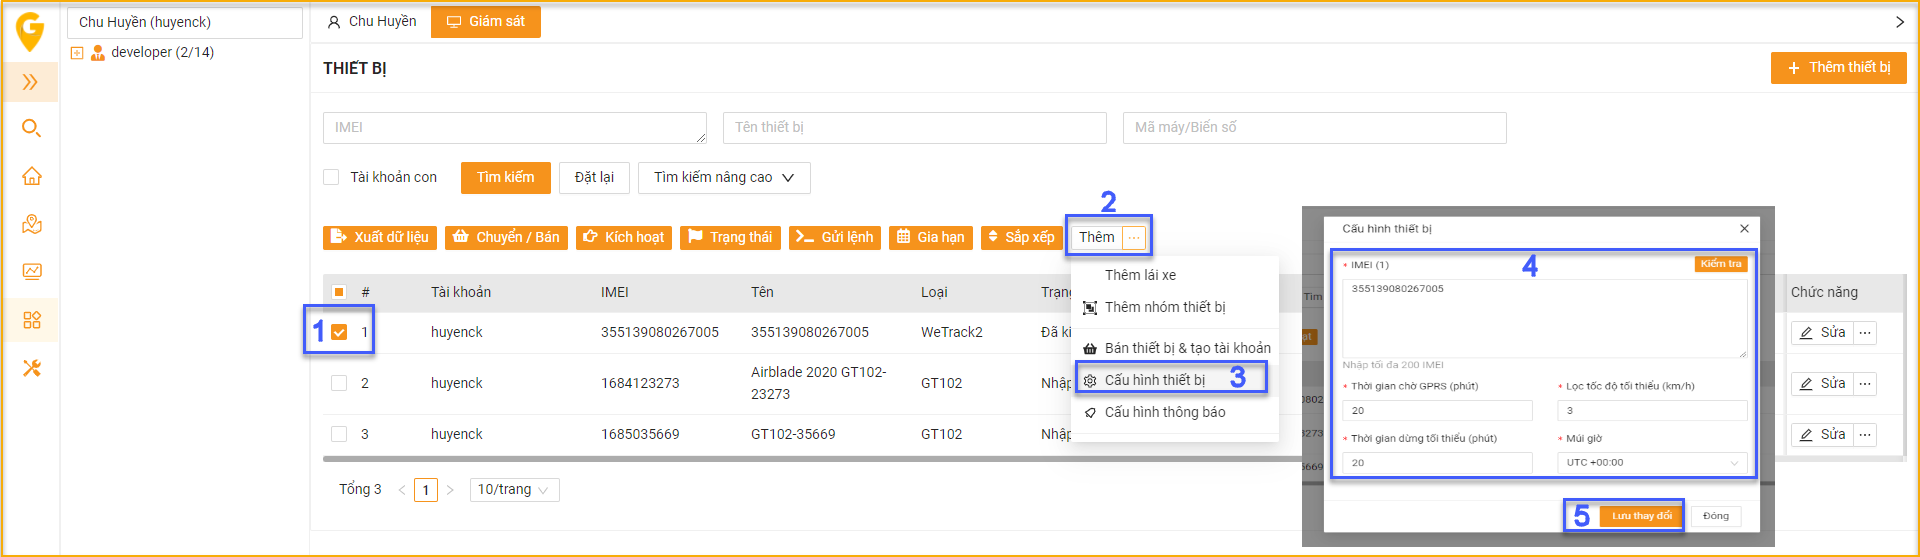 G
Chu Huyền (huyenck)
developer (2/14)
Chu Huyền
Giám sát
THIẾT BỊ
+ Thêm thiết bị
IMEI
Tên thiết bị
Mã máy/Biển số
Tài khoản con
Tìm kiếm
Đặt lại
Tìm kiếm nâng cao
Xuất dữ liệu
Chuyển / Bán
Kích hoạt
Trạng thái
Gửi lệnh
Gia hạn
Sắp xếp
Thêm
2
Thêm lái xe
Thêm nhóm thiết bị
Bán thiết bị & tạo tài khoản
Cấu hình thiết bị
3
Cấu hình thông báo
# Tài khoản IMEI Tên Loại Trạng Chức năng
1
1 huyenck 355139080267005 355139080267005 WeTrack2 Đã ki Sửa
2 huyenck 1684123273 Airblade 2020 GT102-
23273 GT102 Nhập Sửa
3 huyenck 1685035669 GT102-35669 GT102 Nhập Sửa
Tổng 3
1
10/trang
Tìm
0802
3273
5669
Cấu hình thiết bị
* IMEI (1)
4
Kiểm tra
355139080267005
Nhập tối đa 200 IMEI
* Thời gian chờ GPRS (phút)
* Lọc tốc độ tối thiểu (km/h)
20
3
* Thời gian dừng tối thiểu (phút)
* Múi giờ
20
UTC +00:00
5
Lưu thay đổi
Đóng